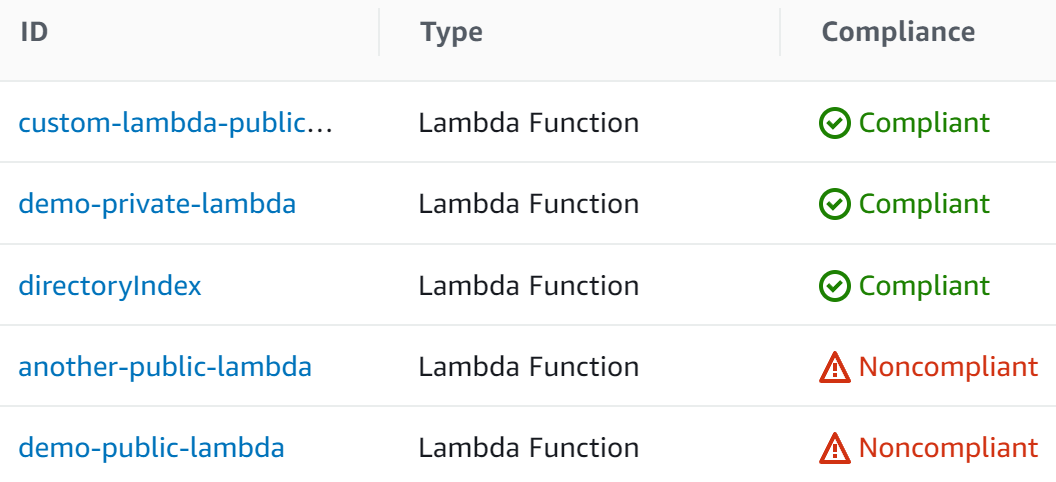 ID Type Compliance
custom-lambda-public... Lambda Function Compliant
demo-private-lambda Lambda Function Compliant
directoryIndex Lambda Function Compliant
another-public-lambda Lambda Function Noncompliant
demo-public-lambda Lambda Function Noncompliant